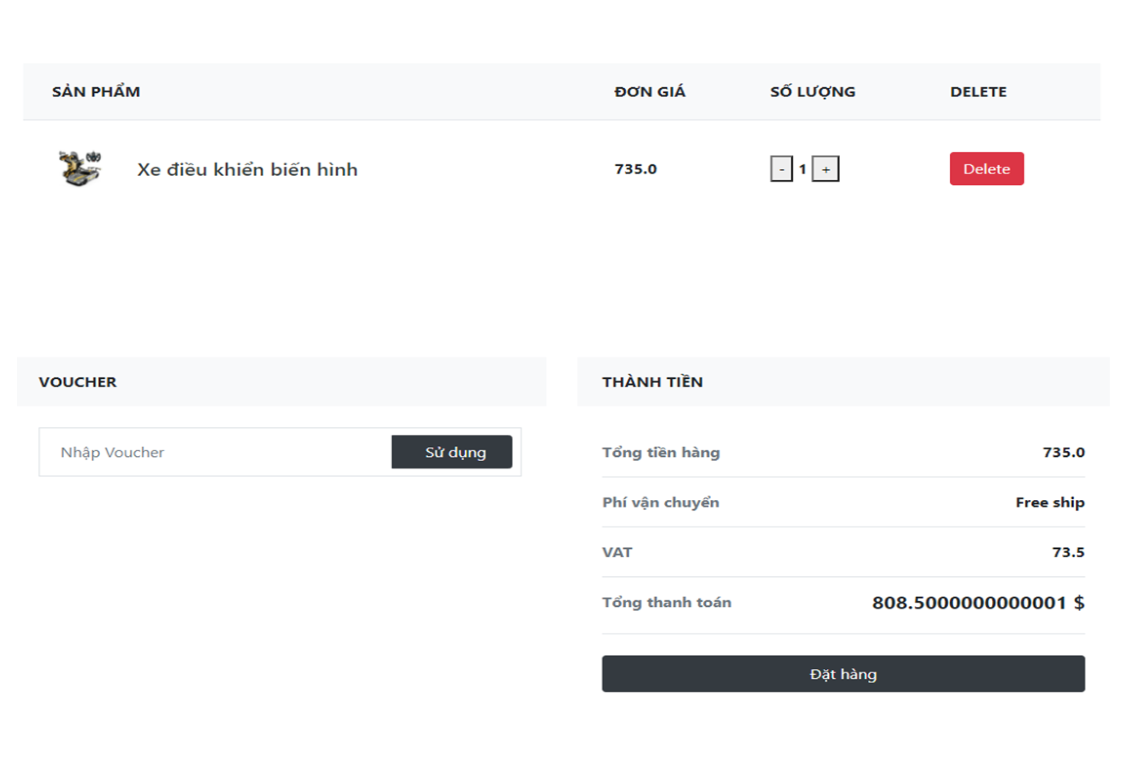 SẢN PHẨM ĐƠN GIÁ SỐ LƯỢNG DELETE
Xe điều khiển biến hình 735.0 - 1 + Delete
VOUCHER
Nhập Voucher Sử dụng
THÀNH TIỀN
Tổng tiền hàng 735.0
Phí vận chuyển Free ship
VAT 73.5
Tổng thanh toán 808.5000000000001 $
Đặt hàng